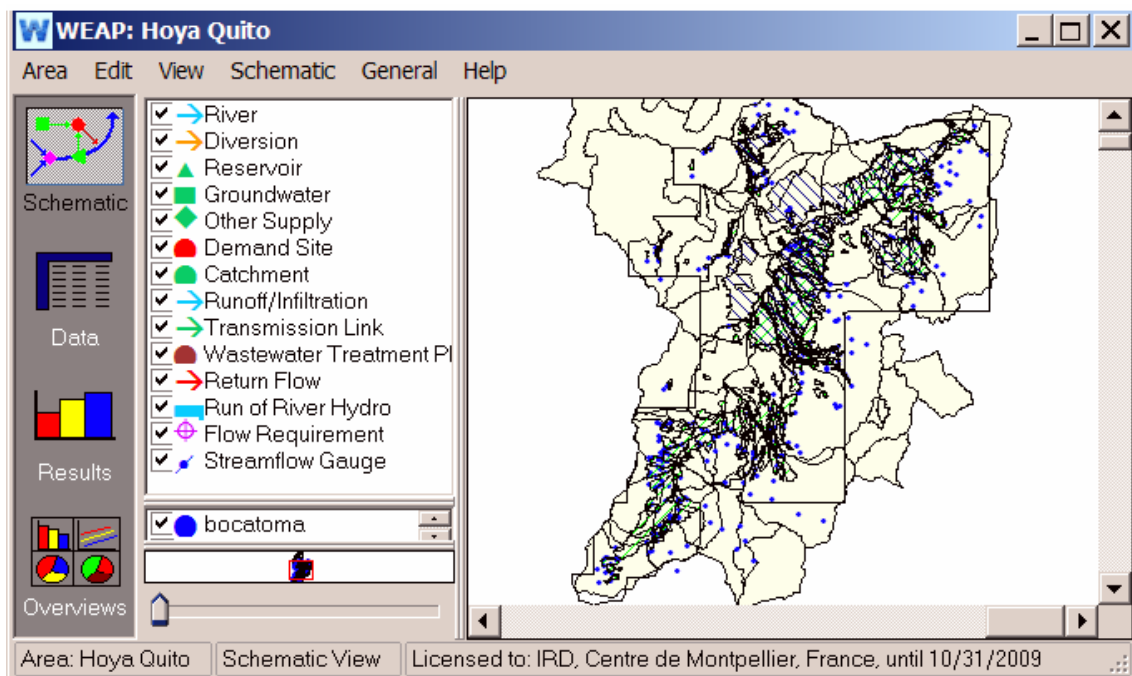 WEAP: Hoya Quito
Area Edit View Schematic General Help
Schematic
Data
Results
Overviews
River
Diversion
Reservoir
Groundwater
Other Supply
Demand Site
Catchment
Runoff/Infiltration
Transmission Link
Wastewater Treatment Pl
Return Flow
Run of River Hydro
Flow Requirement
Streamflow Gauge
bocatoma
Area: Hoya Quito Schematic View Licensed to: IRD, Centre de Montpellier, France, until 10/31/2009